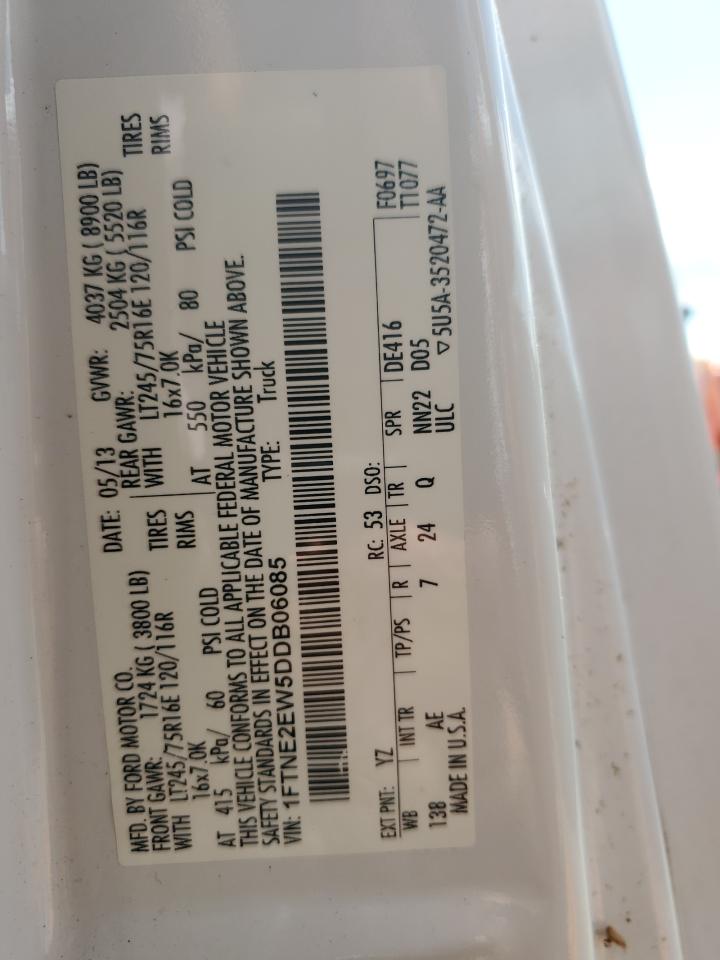 MFD. BY FORD MOTOR CO. DATE: 05/13 GVWR: 4037 KG ( 8900 LB)
FRONT GAWR: 1724 KG ( 3800 LB) REAR GAWR: 2504 KG ( 5520 LB)
WITH LT245/75R16E 120/116R TIRES WITH LT245/75R16E 120/116R TIRES
16x7.0K RIMS 16x7.0K RIMS
AT 415 kPa/ 60 PSI COLD AT 550 kPa/ 80 PSI COLD
THIS VEHICLE CONFORMS TO ALL APPLICABLE FEDERAL MOTOR VEHICLE
SAFETY STANDARDS IN EFFECT ON THE DATE OF MANUFACTURE SHOWN ABOVE.
VIN: 1FTNE2EW5DDB06085 TYPE: Truck
EXT PNT: YZ RC: 53 DSO: F0697
WB INT TR TP/PS R AXLE TR SPR DE416 T1077
138 AE 7 24 Q NN22 D05
MADE IN U.S.A. ULC ▽5U5A-3520472-AA